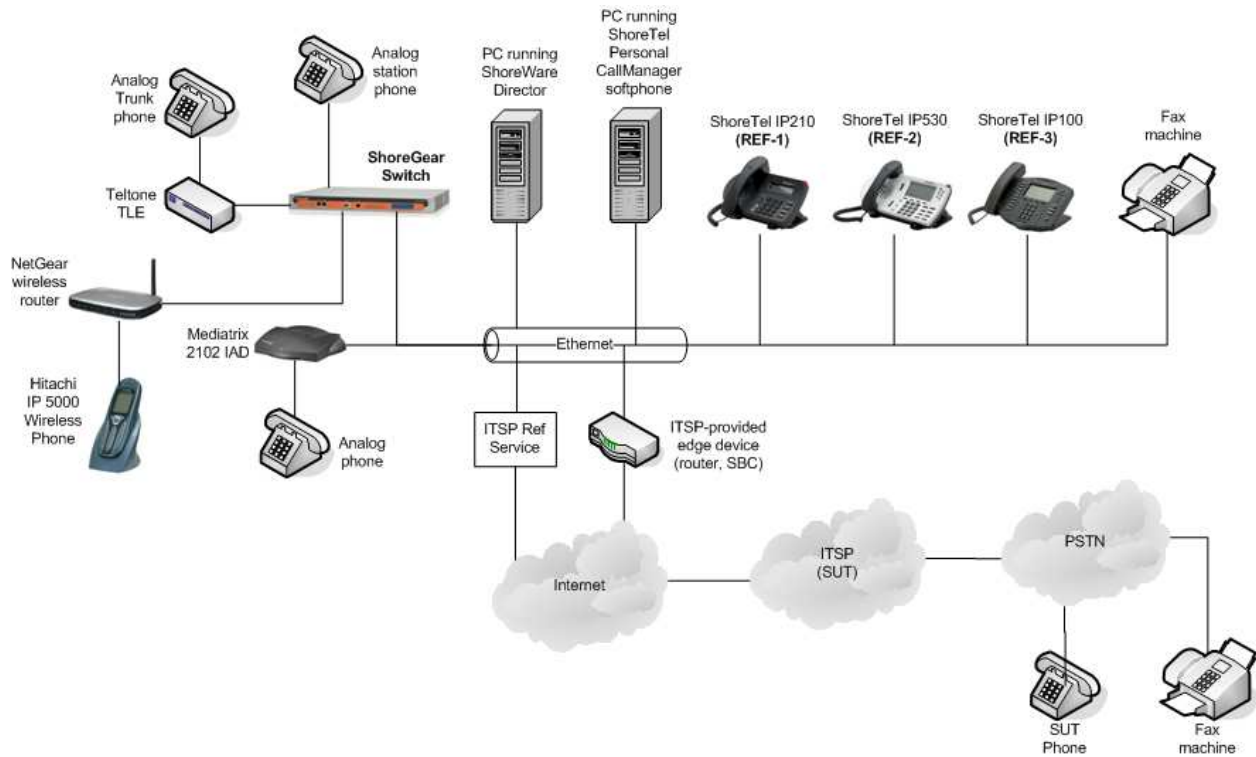 Analog
Trunk
phone
Analog
station
phone
PC running
ShoreWare
Director
PC running
ShoreTel
Personal
CallManager
softphone
ShoreTel IP210
(REF-1)
ShoreTel IP530
(REF-2)
ShoreTel IP100
(REF-3)
Fax
machine
Teltone
TLE
ShoreGear
Switch
NetGear
wireless
router
Mediatrix
2102 IAD
Ethernet
Hitachi
IP 5000
Wireless
Phone
Analog
phone
ITSP Ref
Service
ITSP-provided
edge device
(router, SBC)
Internet
ITSP
(SUT)
PSTN
SUT
Phone
Fax
machine